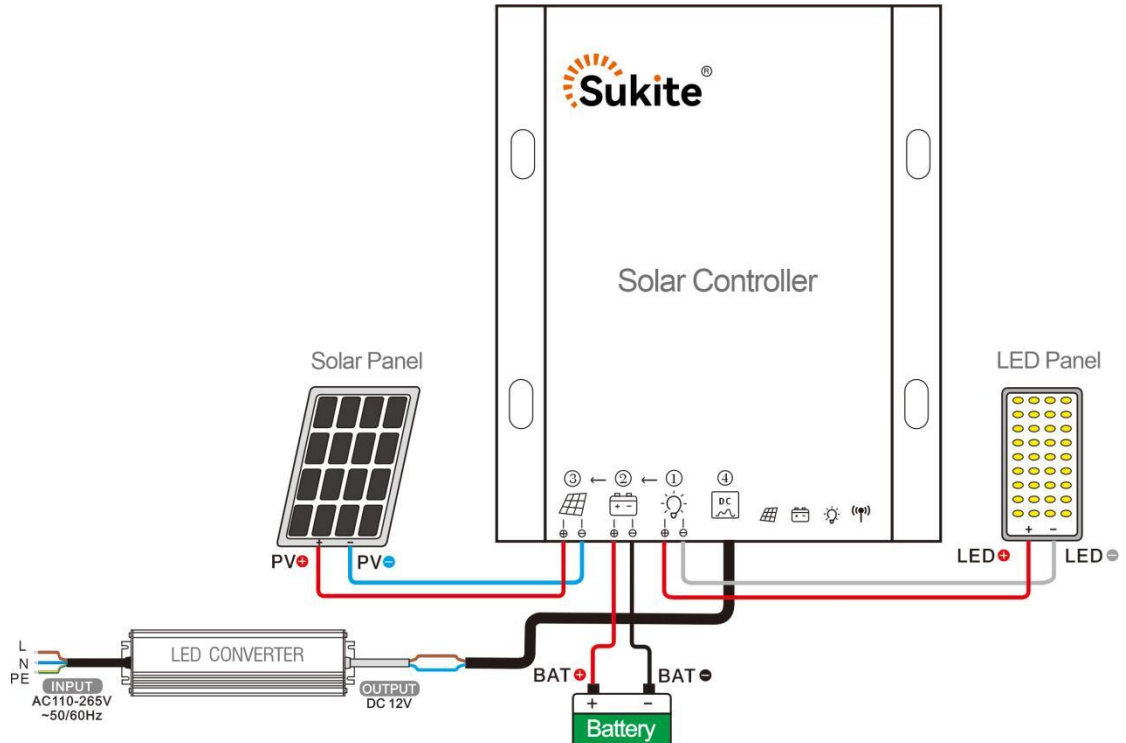 Sukite®
Solar Controller
Solar Panel
LED Panel
③ ← ② ← ① ④
+ -
DC
+ -
⊕ ⊖ ⊕ ⊖ ⊕ ⊖
+ −
PV+
PV−
+ −
LED+
LED−
L
N
PE
LED CONVERTER
INPUT
AC110-265V
~50/60Hz
OUTPUT
DC 12V
BAT+
BAT−
+ −
Battery